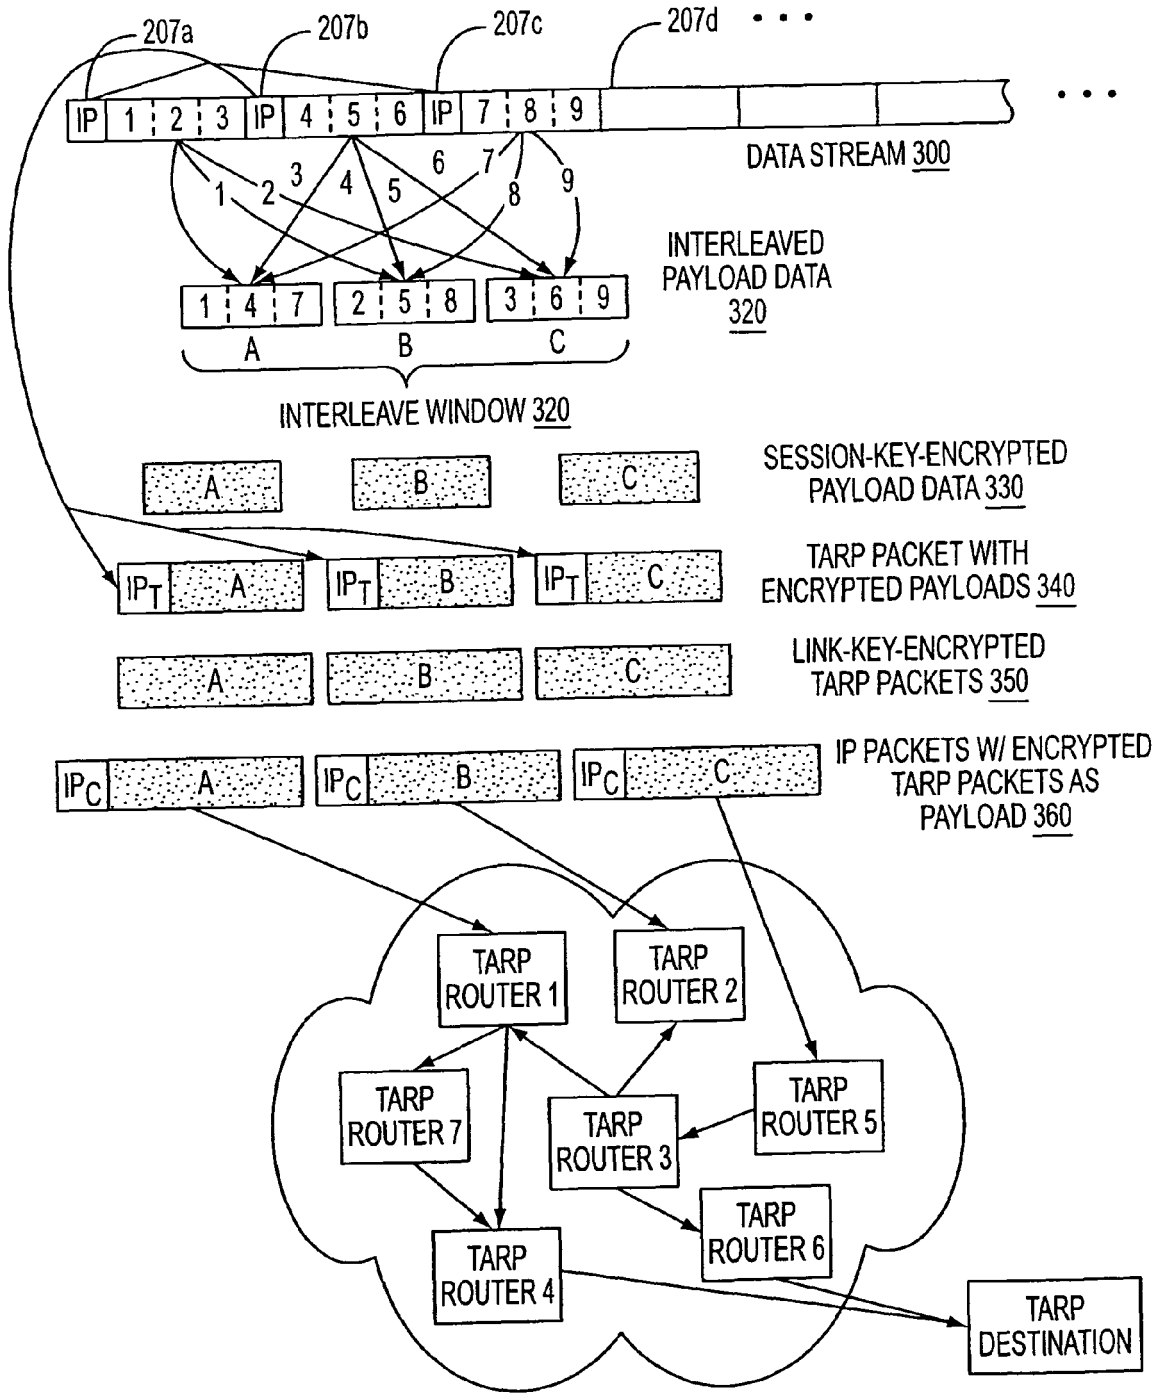 207a 207b 207c 207d • • •
IP 1 2 3 IP 4 5 6 IP 7 8 9 • • •
DATA STREAM 300
1 2 3 4 5 6 7 8 9
INTERLEAVED
PAYLOAD DATA
320
1 4 7 2 5 8 3 6 9
A B C
INTERLEAVE WINDOW 320
A B C
SESSION-KEY-ENCRYPTED
PAYLOAD DATA 330
IPT A IPT B IPT C
TARP PACKET WITH
ENCRYPTED PAYLOADS 340
A B C
LINK-KEY-ENCRYPTED
TARP PACKETS 350
IPC A IPC B IPC C
IP PACKETS W/ ENCRYPTED
TARP PACKETS AS
PAYLOAD 360
TARP
ROUTER 1
TARP
ROUTER 2
TARP
ROUTER 7
TARP
ROUTER 3
TARP
ROUTER 5
TARP
ROUTER 6
TARP
ROUTER 4
TARP
DESTINATION